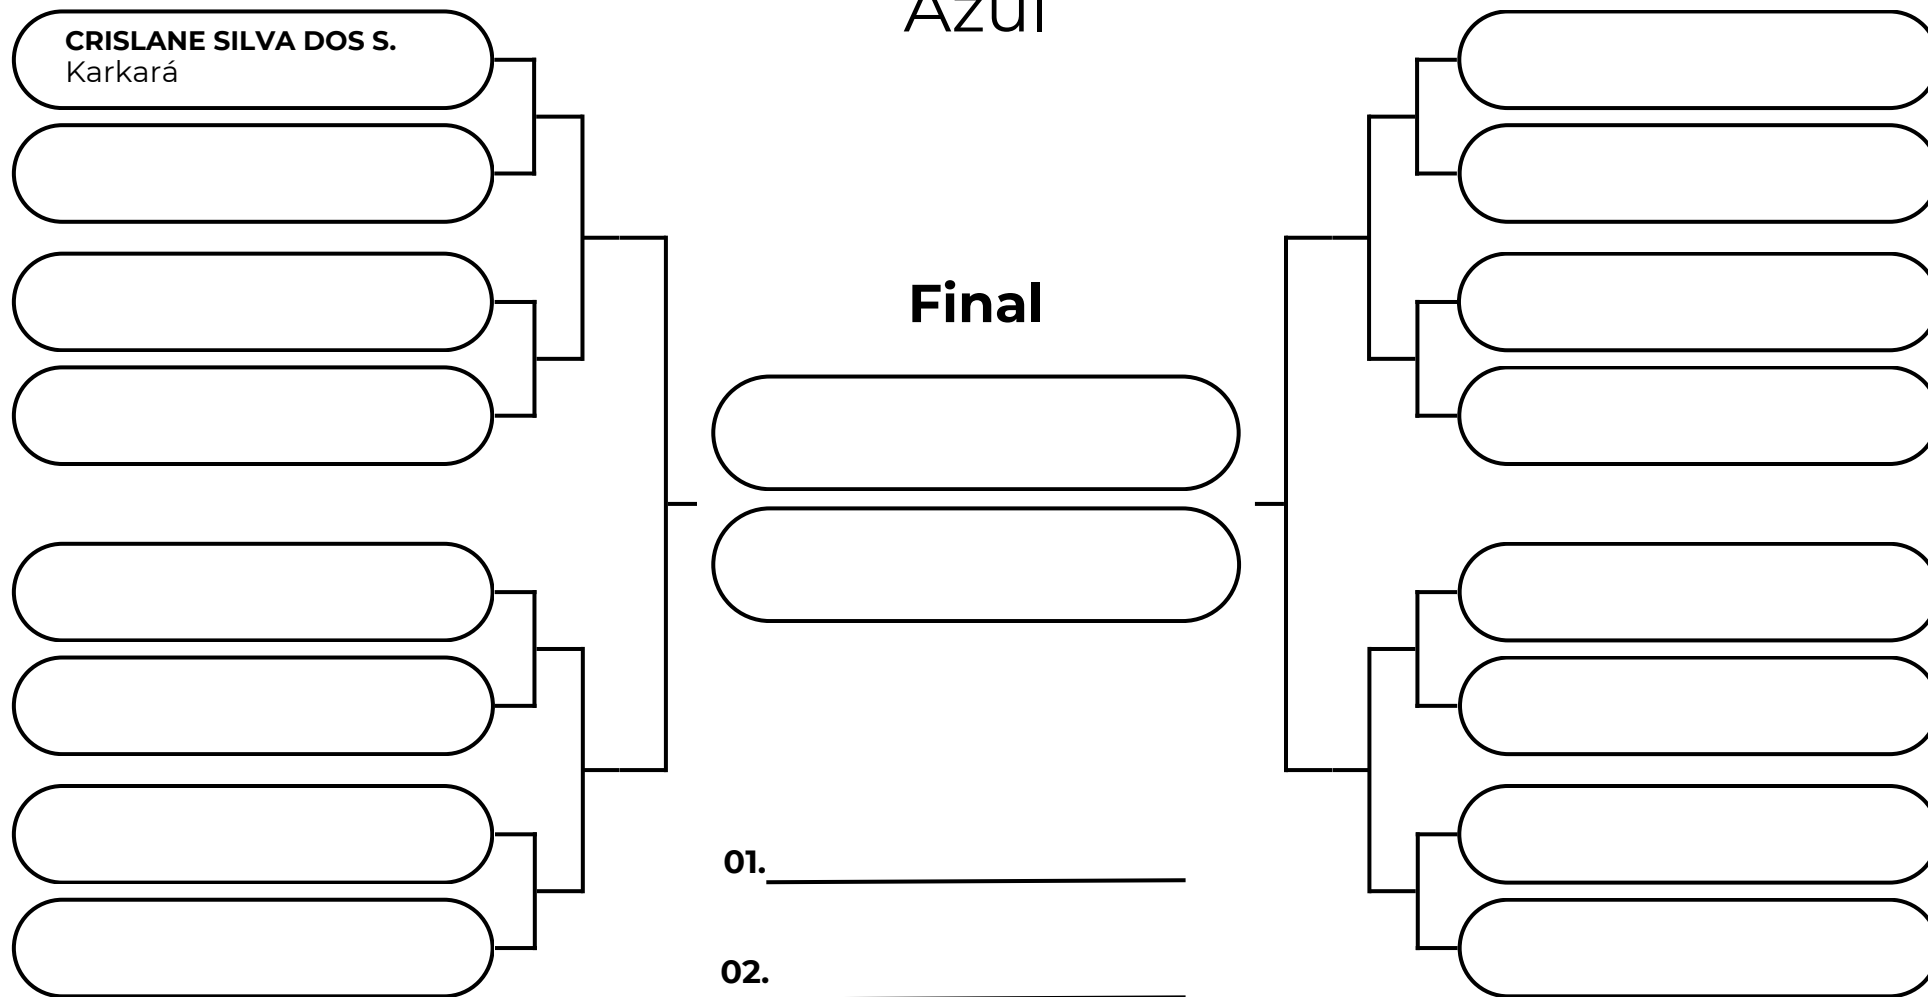 Azul
CRISLANE SILVA DOS S.
Karkará
Final
01.
02.